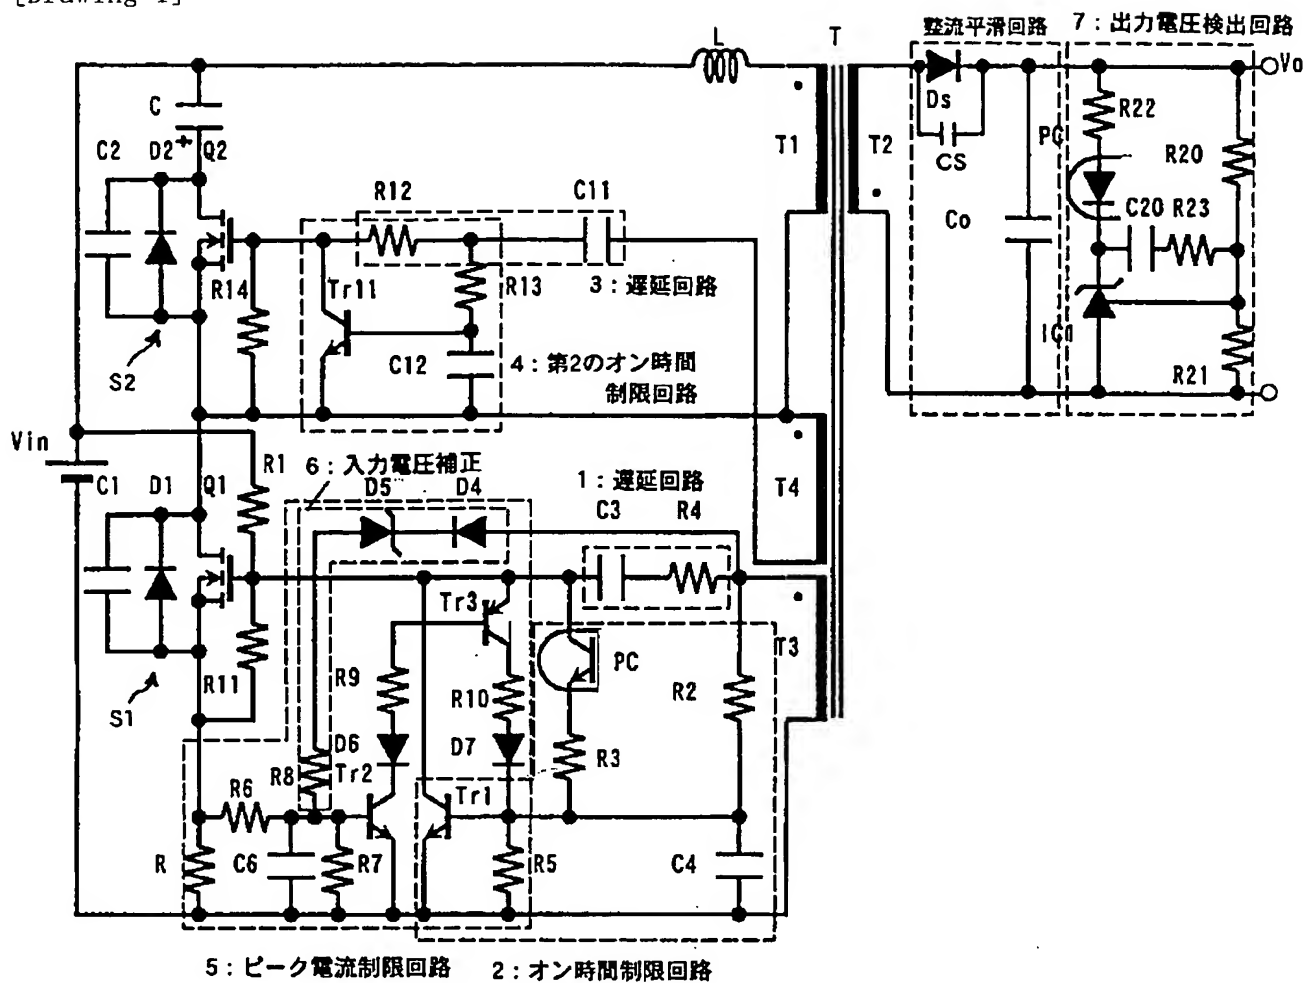 L
T
整流平滑回路
7：出力電圧検出回路
Vo
C
Ds
R22
C2
D2
+
Q2
T1
T2
CS
PC
R20
R12
C11
Co
C20
R23
R14
Tr11
R13
3：遅延回路
IC1
S2
C12
4：第2のオン時間
制限回路
R21
Vin
C1
D1
Q1
R1
6：入力電圧補正
D5
D4
1：遅延回路
C3
R4
T4
Tr3
PC
T3
S1
R11
R9
R10
R2
D6
D7
R3
R8
Tr2
Tr1
R6
R
C6
R7
R5
C4
5：ピーク電流制限回路
2：オン時間制限回路